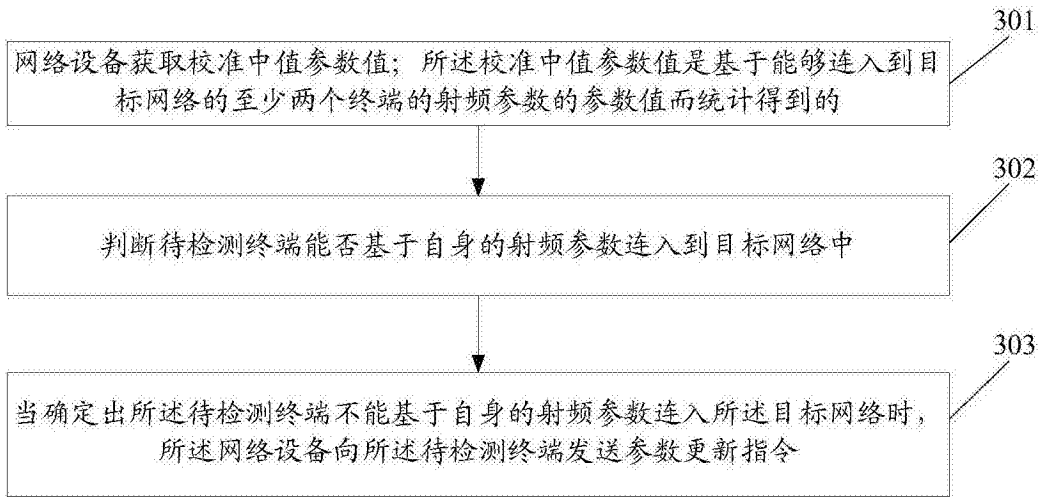 301
网络设备获取校准中值参数值；所述校准中值参数值是基于能够连入到目
标网络的至少两个终端的射频参数的参数值而统计得到的
302
判断待检测终端能否基于自身的射频参数连入到目标网络中
303
当确定出所述待检测终端不能基于自身的射频参数连入所述目标网络时，
所述网络设备向所述待检测终端发送参数更新指令